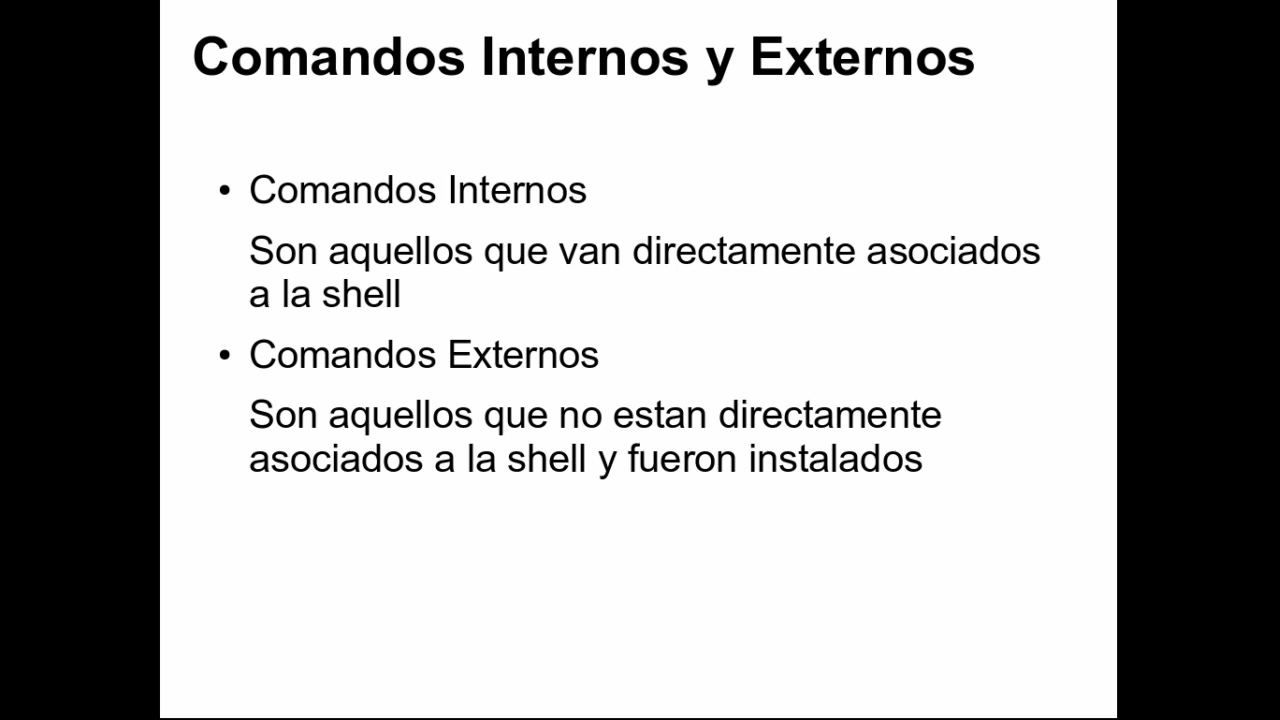 Comandos Internos y Externos
• Comandos Internos
Son aquellos que van directamente asociados
a la shell
• Comandos Externos
Son aquellos que no estan directamente
asociados a la shell y fueron instalados